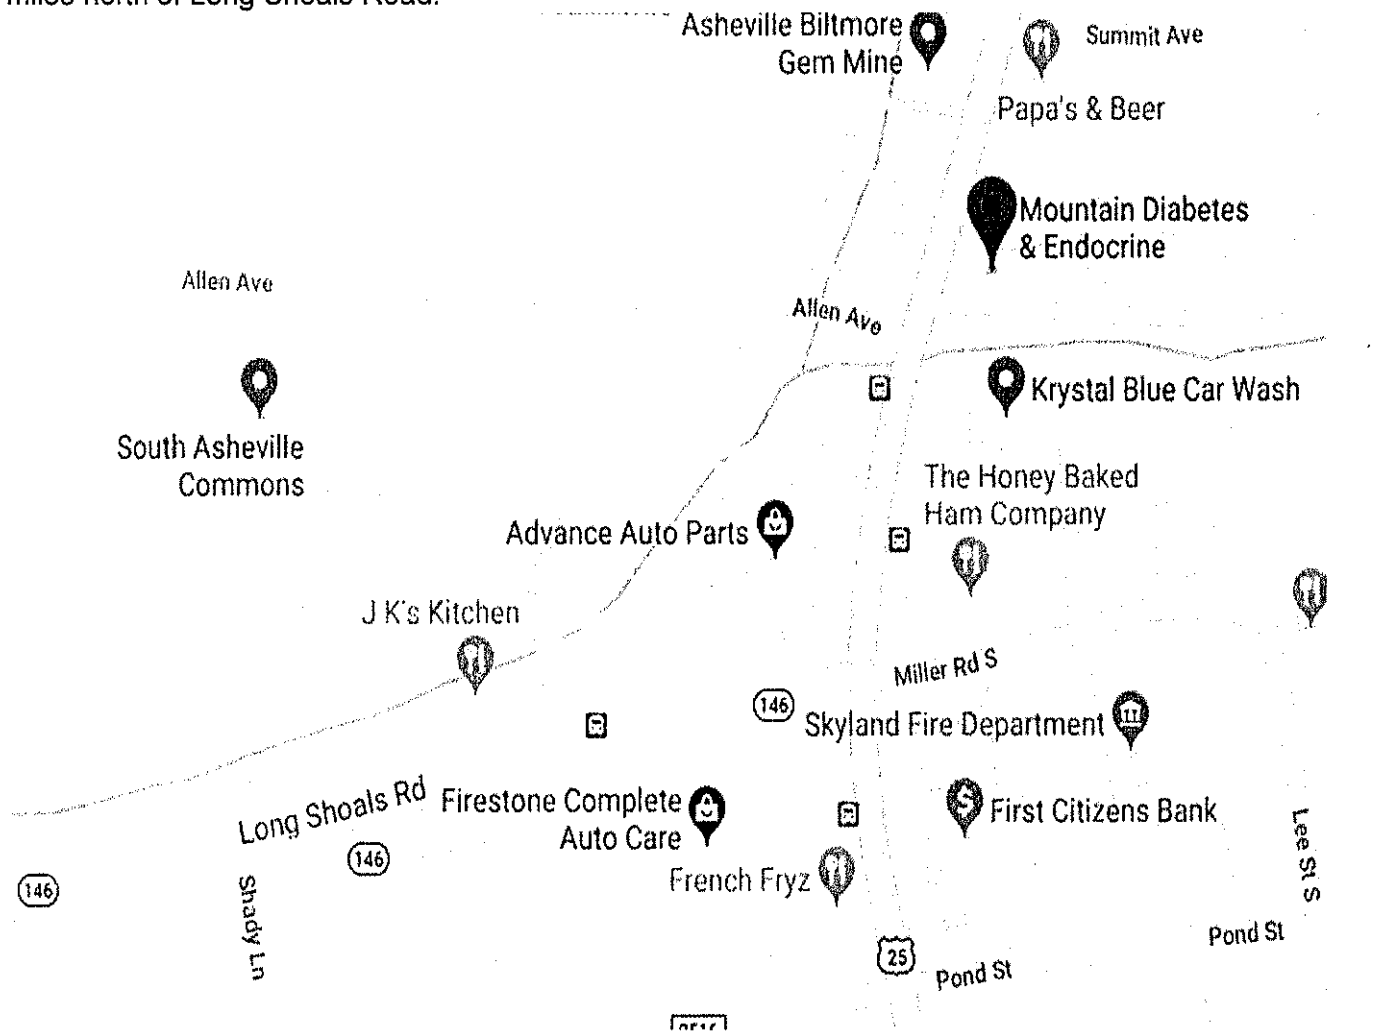 miles north of Long Shoals Road.
Asheville Biltmore
Gem Mine
Summit Ave
Papa's & Beer
Mountain Diabetes
& Endocrine
Allen Ave
Allen Ave
South Asheville
Commons
Krystal Blue Car Wash
The Honey Baked
Ham Company
Advance Auto Parts
J K's Kitchen
Miller Rd S
146
Skyland Fire Department
Long Shoals Rd
Firestone Complete
Auto Care
First Citizens Bank
146
146
French Fryz
Shady Ln
Lee St S
Pond St
25
Pond St